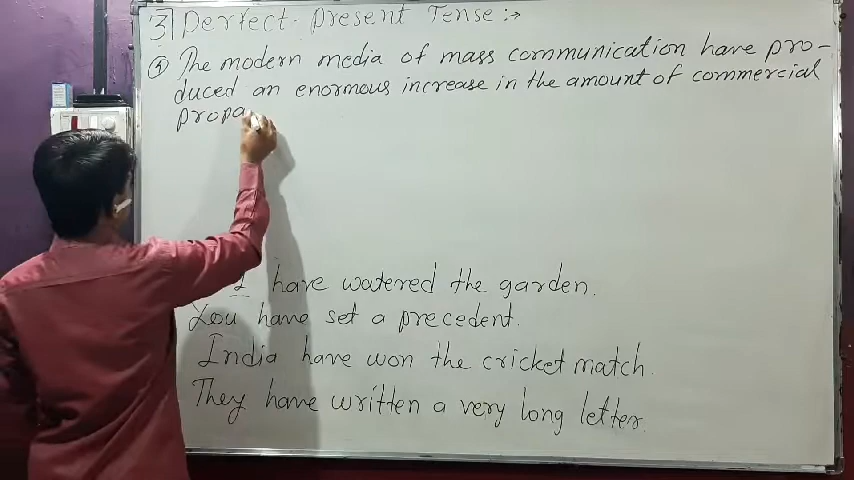 3] Perfect Present Tense :→
③ The modern media of mass communication have pro-
duced an enormous increase in the amount of commercial
propa
I have watered the garden.
You have set a precedent.
India have won the cricket match.
They have written a very long letter.